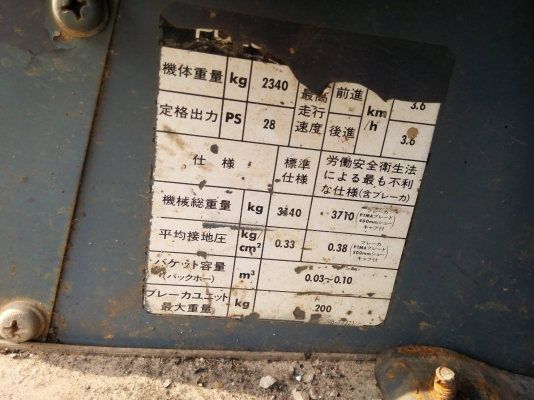 機体重量 kg 2340 最高走行速度 前進 km/h 3.6
定格出力 PS 28 後進 3.6
仕様 標準仕様 労働安全衛生法による最も不利な仕様(含ブレーカ)
機械総重量 kg 3440 3710
平均接地圧 kg/cm² 0.33 0.38
バケット容量(バックホー) m³ 0.03~0.10
ブレーカユニット最大重量 kg 200